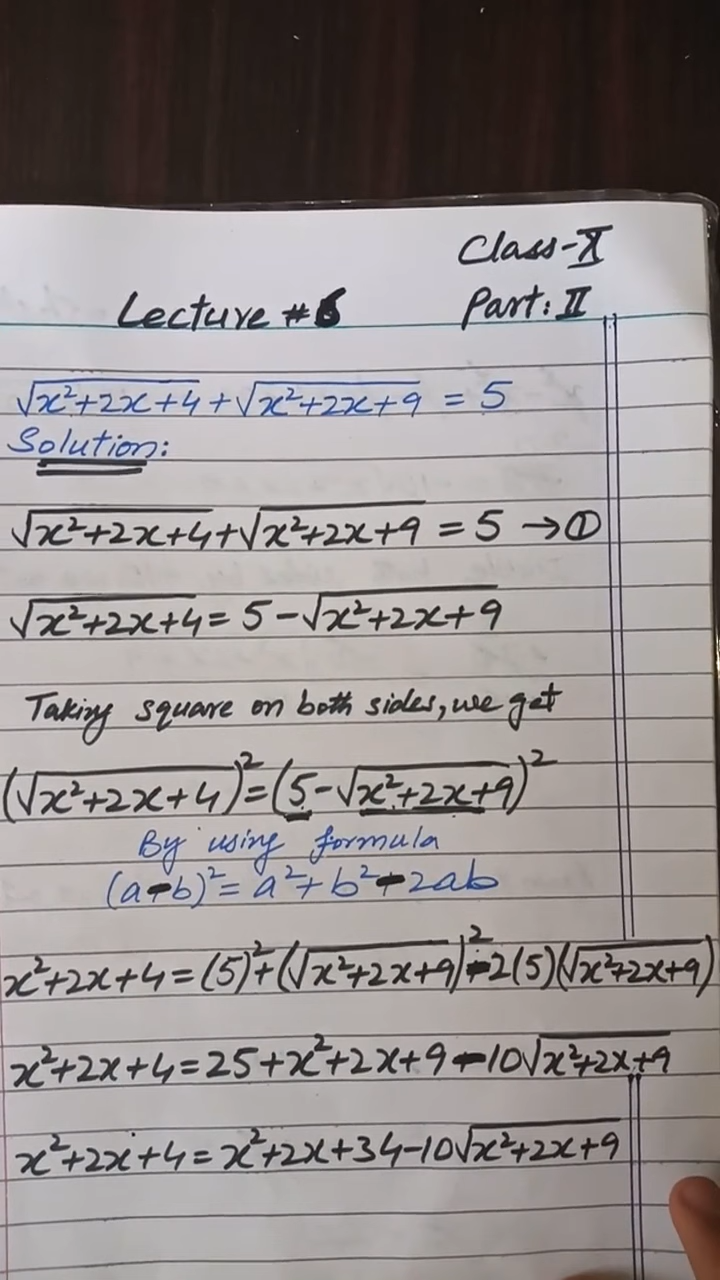 Class-X
Lecture #6
Part: II
√x²+2x+4 + √x²+2x+9 = 5
Solution:
√x²+2x+4 + √x²+2x+9 = 5 → ①
√x²+2x+4 = 5 - √x²+2x+9
Taking square on both sides, we get
(√x²+2x+4)² = (5 - √x²+2x+9)²
By using formula
(a-b)² = a²+b²-2ab
x²+2x+4 = (5)²+(√x²+2x+9)²-2(5)(√x²+2x+9)
x²+2x+4 = 25+x²+2x+9-10√x²+2x+9
x²+2x+4 = x²+2x+34-10√x²+2x+9